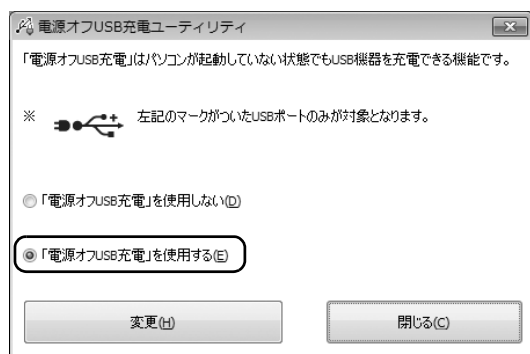 電源オフUSB充電ユーティリティ
「電源オフUSB充電」はパソコンが起動していない状態でもUSB機器を充電できる機能です。
※ 左記のマークがついたUSBポートのみが対象となります。
「電源オフUSB充電」を使用しない(D)
「電源オフUSB充電」を使用する(E)
変更(H) 閉じる(C)